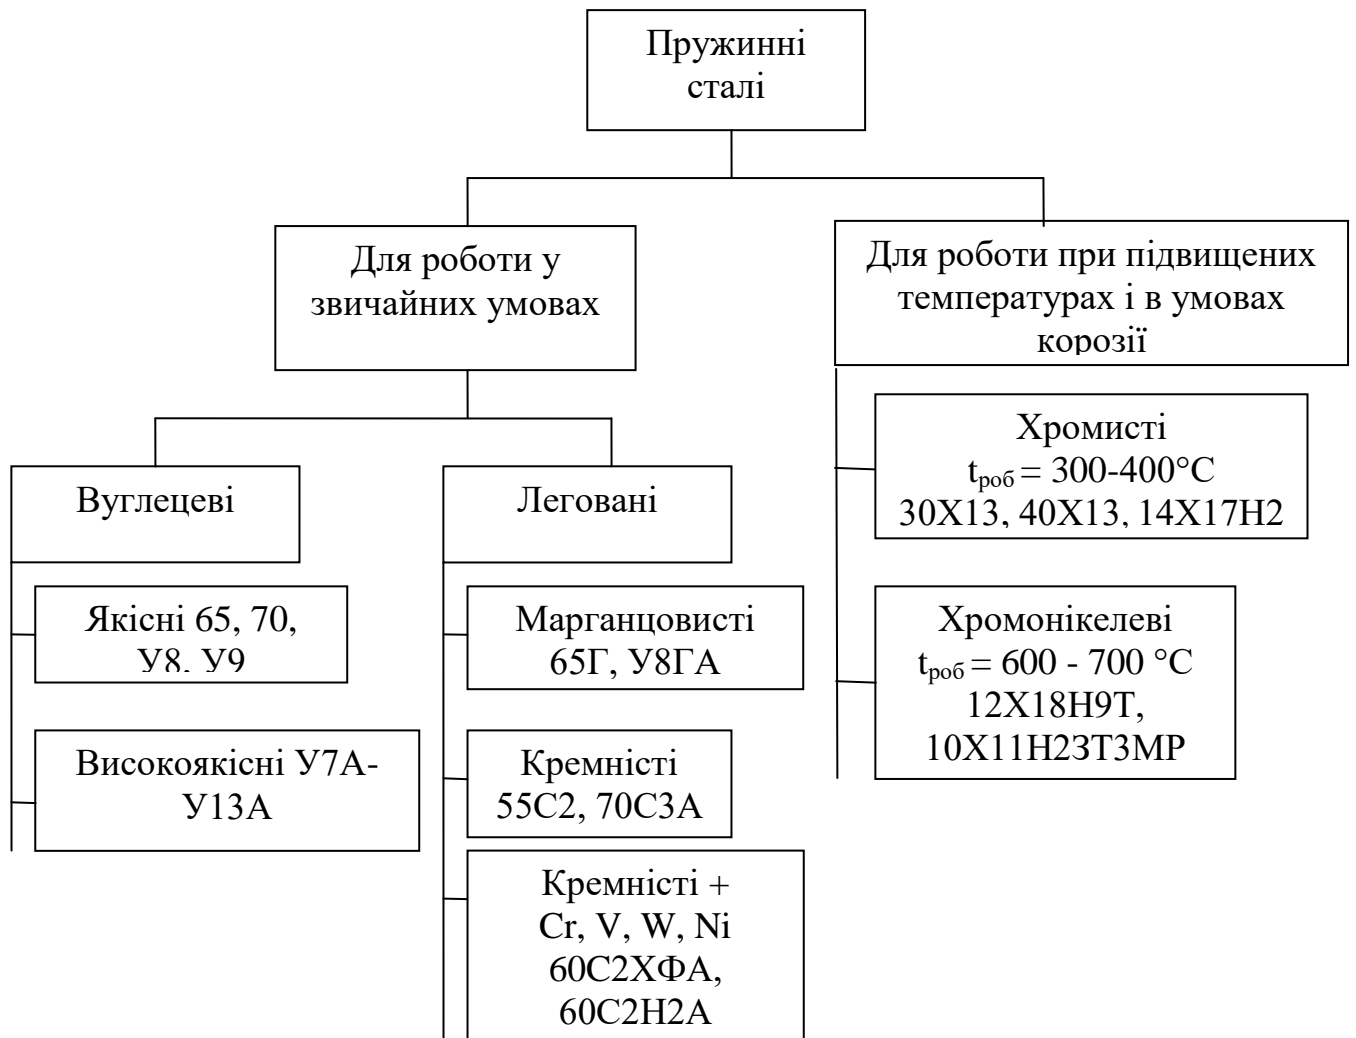 Пружинні
сталі
Для роботи у
звичайних умовах
Для роботи при підвищених
температурах і в умовах
корозії
Вуглецеві
Якісні 65, 70,
У8, У9
Високоякісні У7А-
У13А
Леговані
Марганцовисті
65Г, У8ГА
Кремністі
55С2, 70С3А
Кремністі +
Cr, V, W, Ni
60С2ХФА,
60С2Н2А
Хромисті
tроб = 300-400°С
30Х13, 40Х13, 14Х17Н2
Хромонікелеві
tроб = 600 - 700 °С
12Х18Н9Т,
10Х11Н2ЗТ3МР